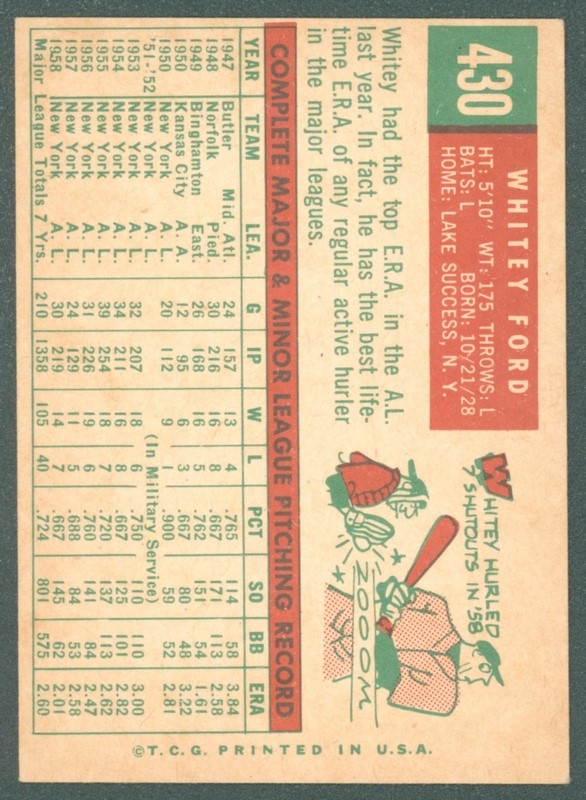 430
WHITEY FORD
HT: 5'10" WT: 175 THROWS: L
BATS: L BORN: 10/21/28
HOME: LAKE SUCCESS, N. Y.
Whitey had the top E.R.A. in the A.L.
last year. In fact, he has the best life-
time E.R.A. of any regular active hurler
in the major leagues.
WHITEY HURLED
7 SHUTOUTS IN '58
ZOOOM
COMPLETE MAJOR & MINOR LEAGUE PITCHING RECORD
YEAR TEAM LEA. G IP W L PCT SO BB ERA
1947 Butler Mid. Atl 24 157 13 4 .765 114 58 3.84
1948 Norfolk Pied. 30 216 16 8 .667 171 113 2.58
1949 Binghamton East. 26 168 16 5 .762 151 54 1.61
1950 Kansas City A. A. 12 95 6 3 .667 80 48 3.22
1950 New York A. L. 20 112 9 1 .900 59 52 2.81
'51-'52 New York A. L. (In Military Service)
1953 New York A. L. 32 207 18 6 .750 110 110 3.00
1954 New York A. L. 34 211 16 8 .667 125 101 2.82
1955 New York A. L. 39 254 18 7 .720 137 113 2.62
1956 New York A. L. 31 226 19 6 .760 141 84 2.47
1957 New York A. L. 24 129 11 5 .688 84 53 2.58
1958 New York A. L. 30 219 14 7 .667 145 62 2.01
Major League Totals 7 Yrs. 210 1358 105 40 .724 801 575 2.60
©T.C.G. PRINTED IN U.S.A.